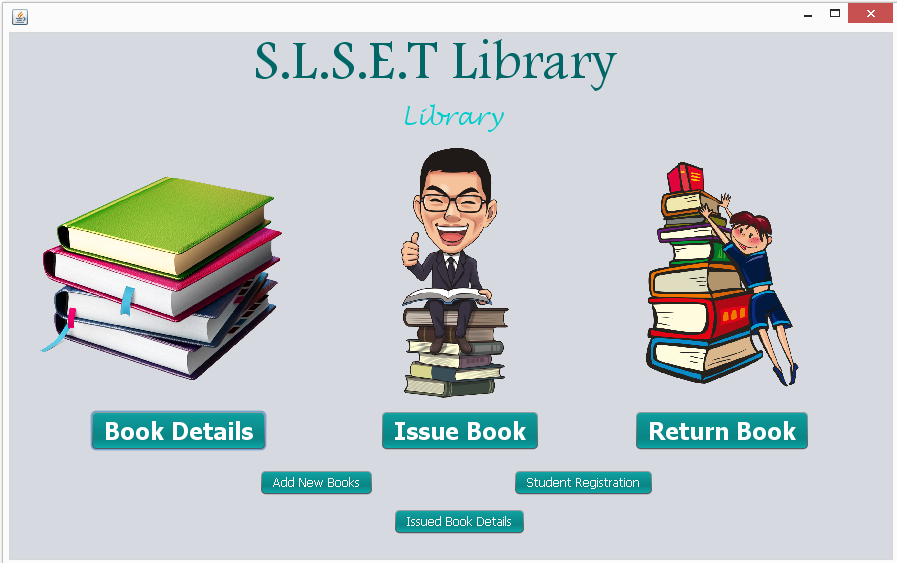 S.L.S.E.T Library
Library
Book Details
Issue Book
Return Book
Add New Books
Student Registration
Issued Book Details